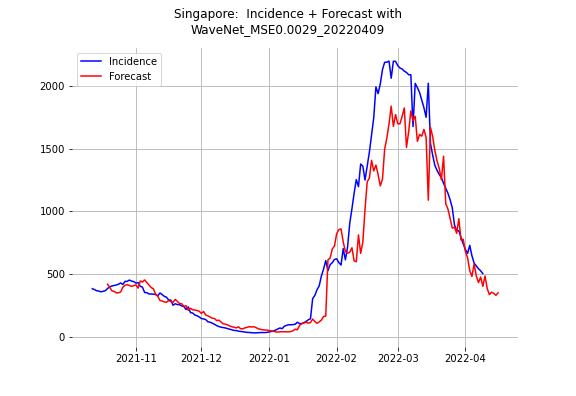 Singapore:  Incidence + Forecast with
WaveNet_MSE0.0029_20220409
Incidence
Forecast
2000
1500
1000
500
0
2021-11 2021-12 2022-01 2022-02 2022-03 2022-04